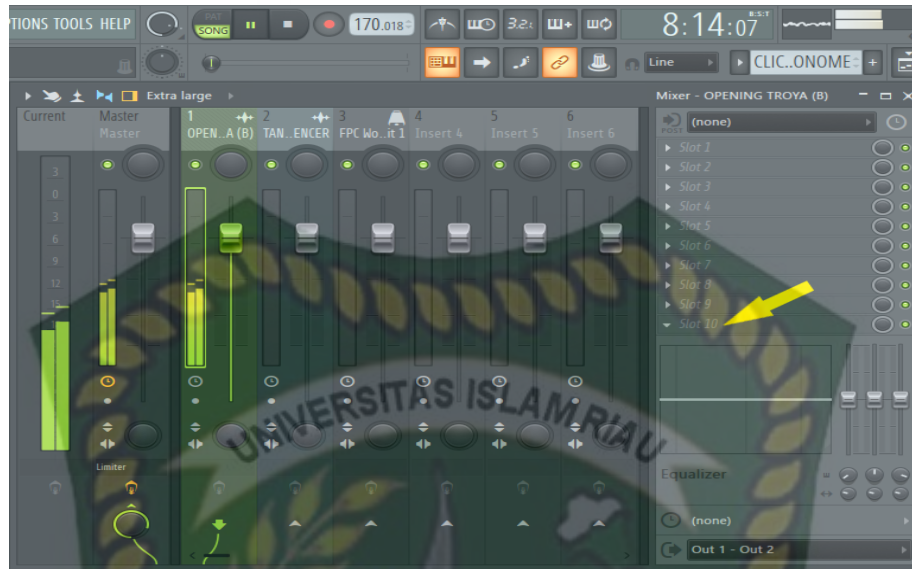 TIONS TOOLS HELP
PAT
SONG
170.018
3.2.1
8:14:07
B:S:T
Line
CLIC..ONOME
Extra large
Mixer - OPENING TROYA (B)
Current
Master
1
2
3
4
5
6
Master
OPEN..A (B)
TAN..ENCER
FPC Wo..it 1
Insert 4
Insert 5
Insert 6
POST
(none)
Slot 1
Slot 2
Slot 3
Slot 4
Slot 5
Slot 6
Slot 7
Slot 8
Slot 9
Slot 10
3
0
3
6
9
12
UNIVERSITAS ISLAM RIAU
Limiter
Equalizer
(none)
Out 1 - Out 2